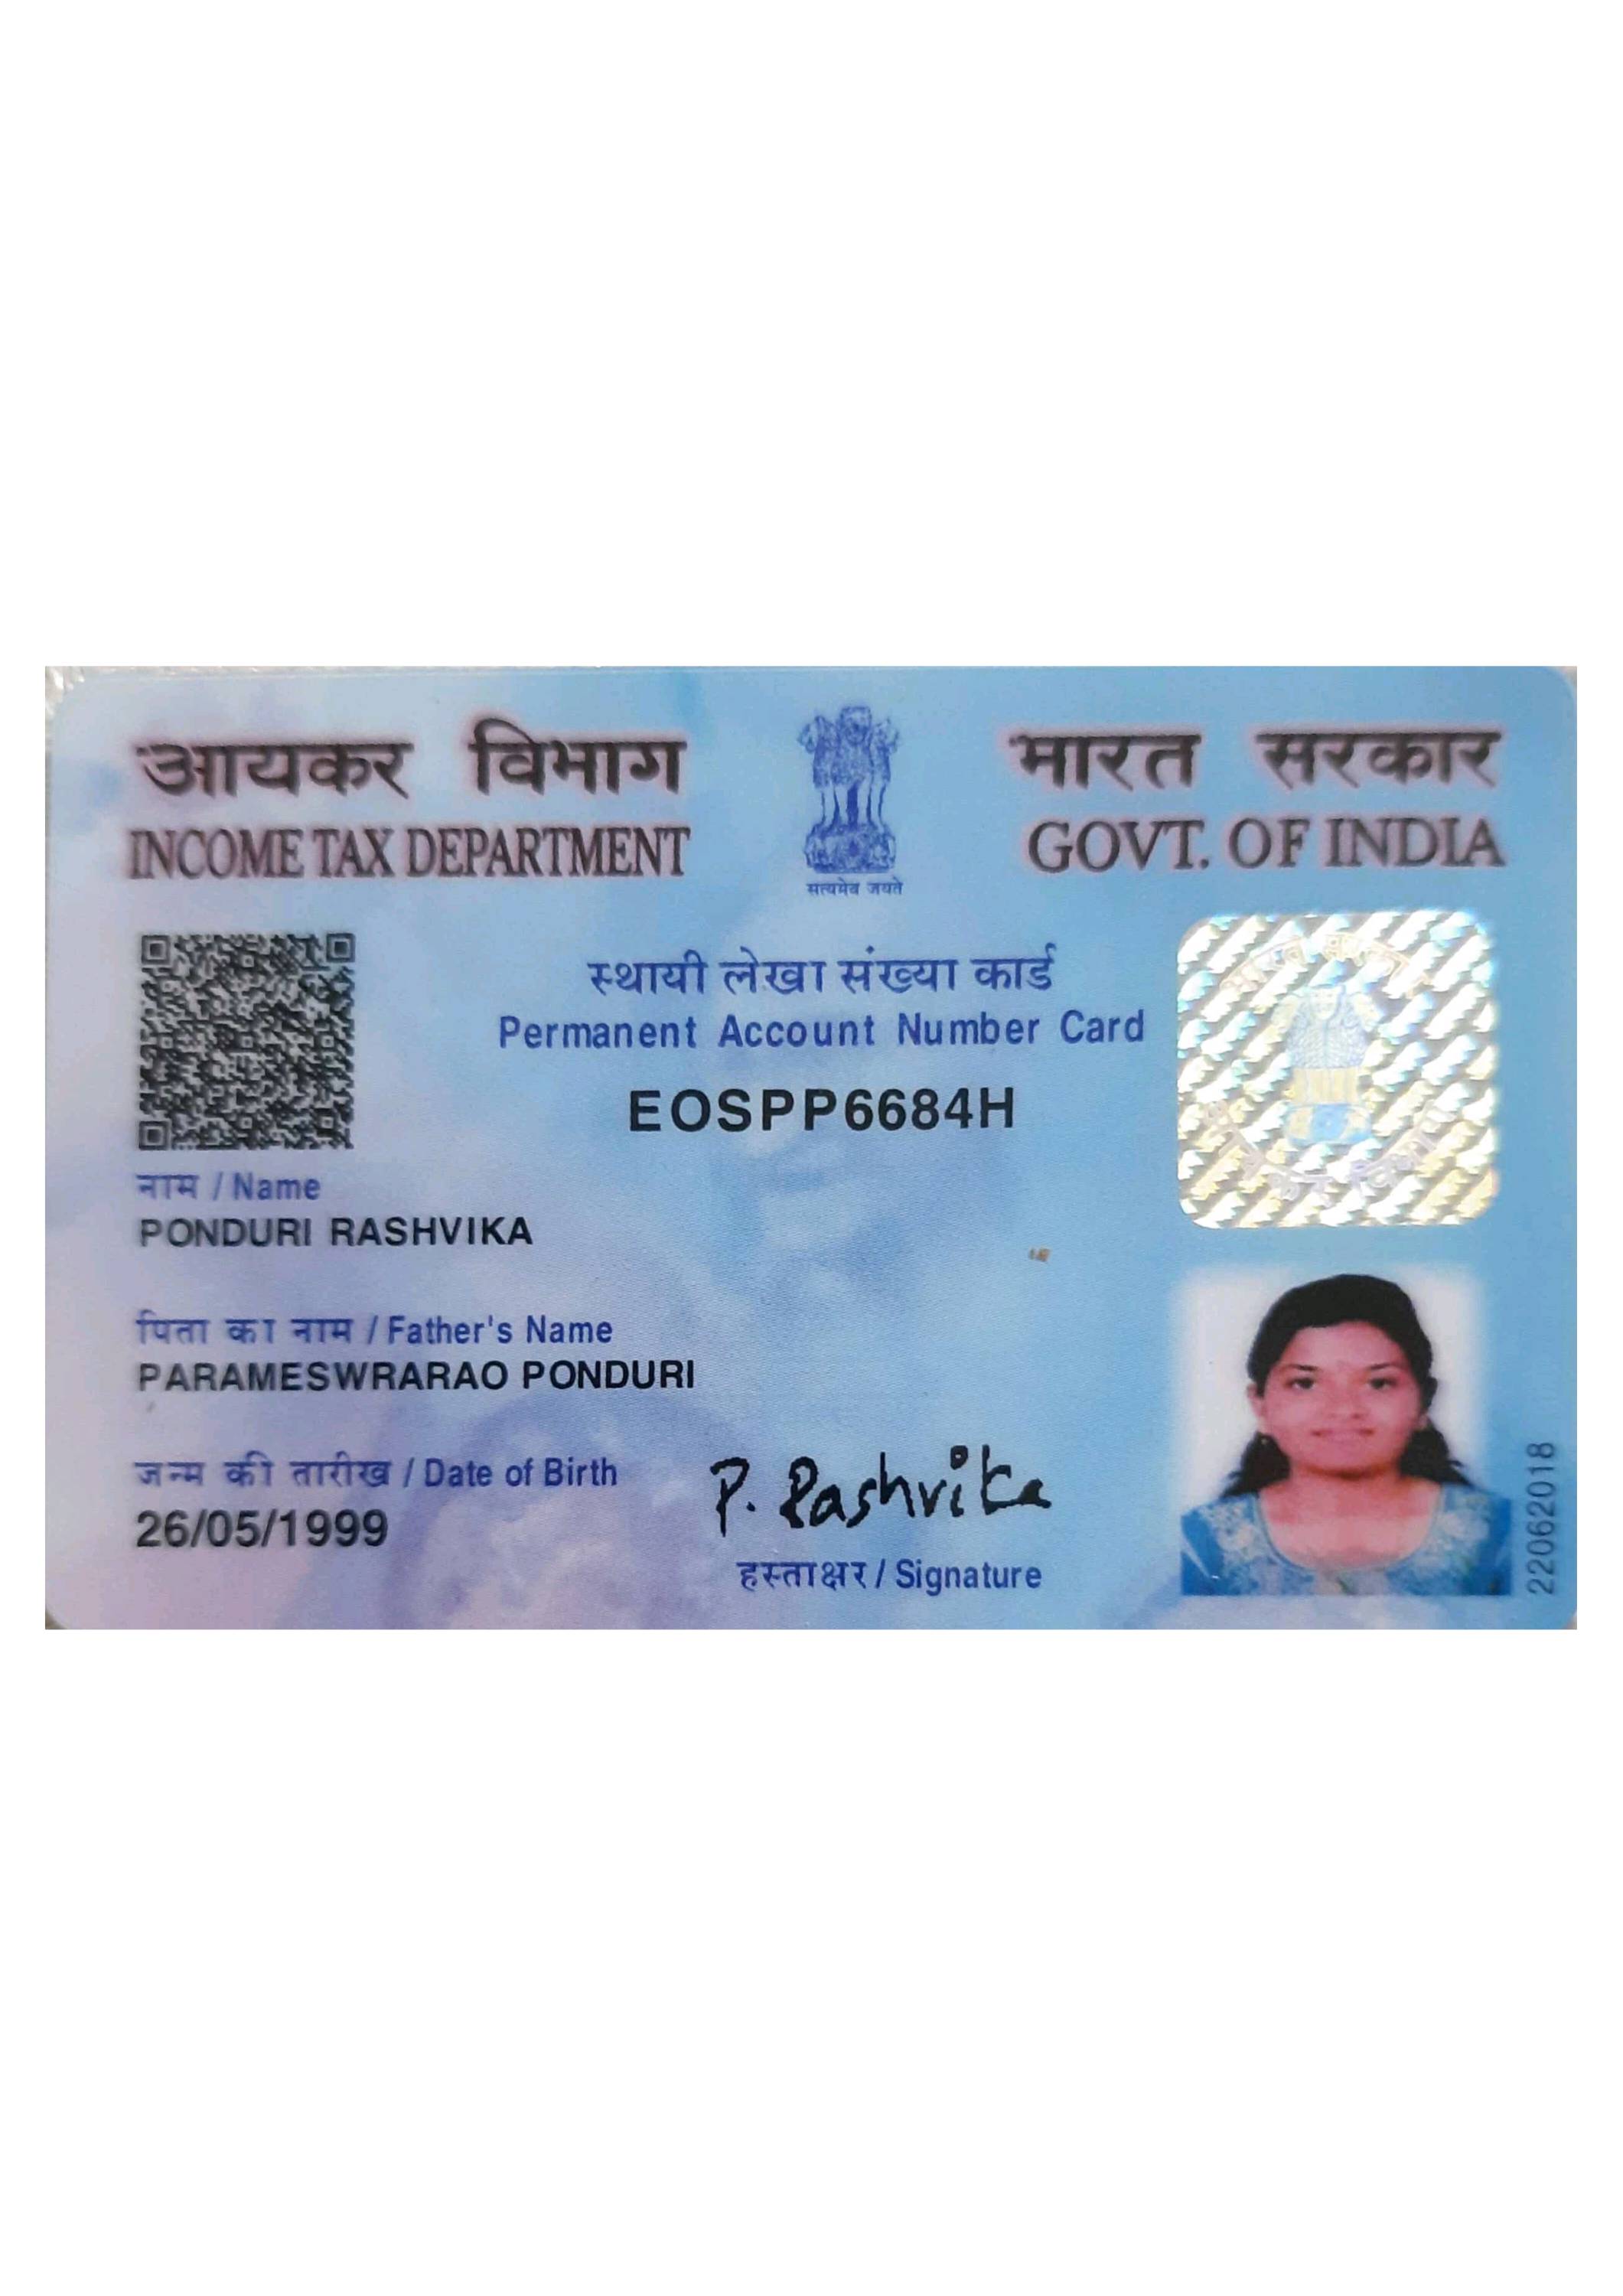 आयकर विभाग
INCOME TAX DEPARTMENT
सत्यमेव जयते
भारत सरकार
GOVT. OF INDIA
स्थायी लेखा संख्या कार्ड
Permanent Account Number Card
EOSPP6684H
नाम / Name
PONDURI RASHVIKA
पिता का नाम / Father's Name
PARAMESWRARAO PONDURI
जन्म की तारीख / Date of Birth
26/05/1999
P. Rashvika
हस्ताक्षर / Signature
22062018